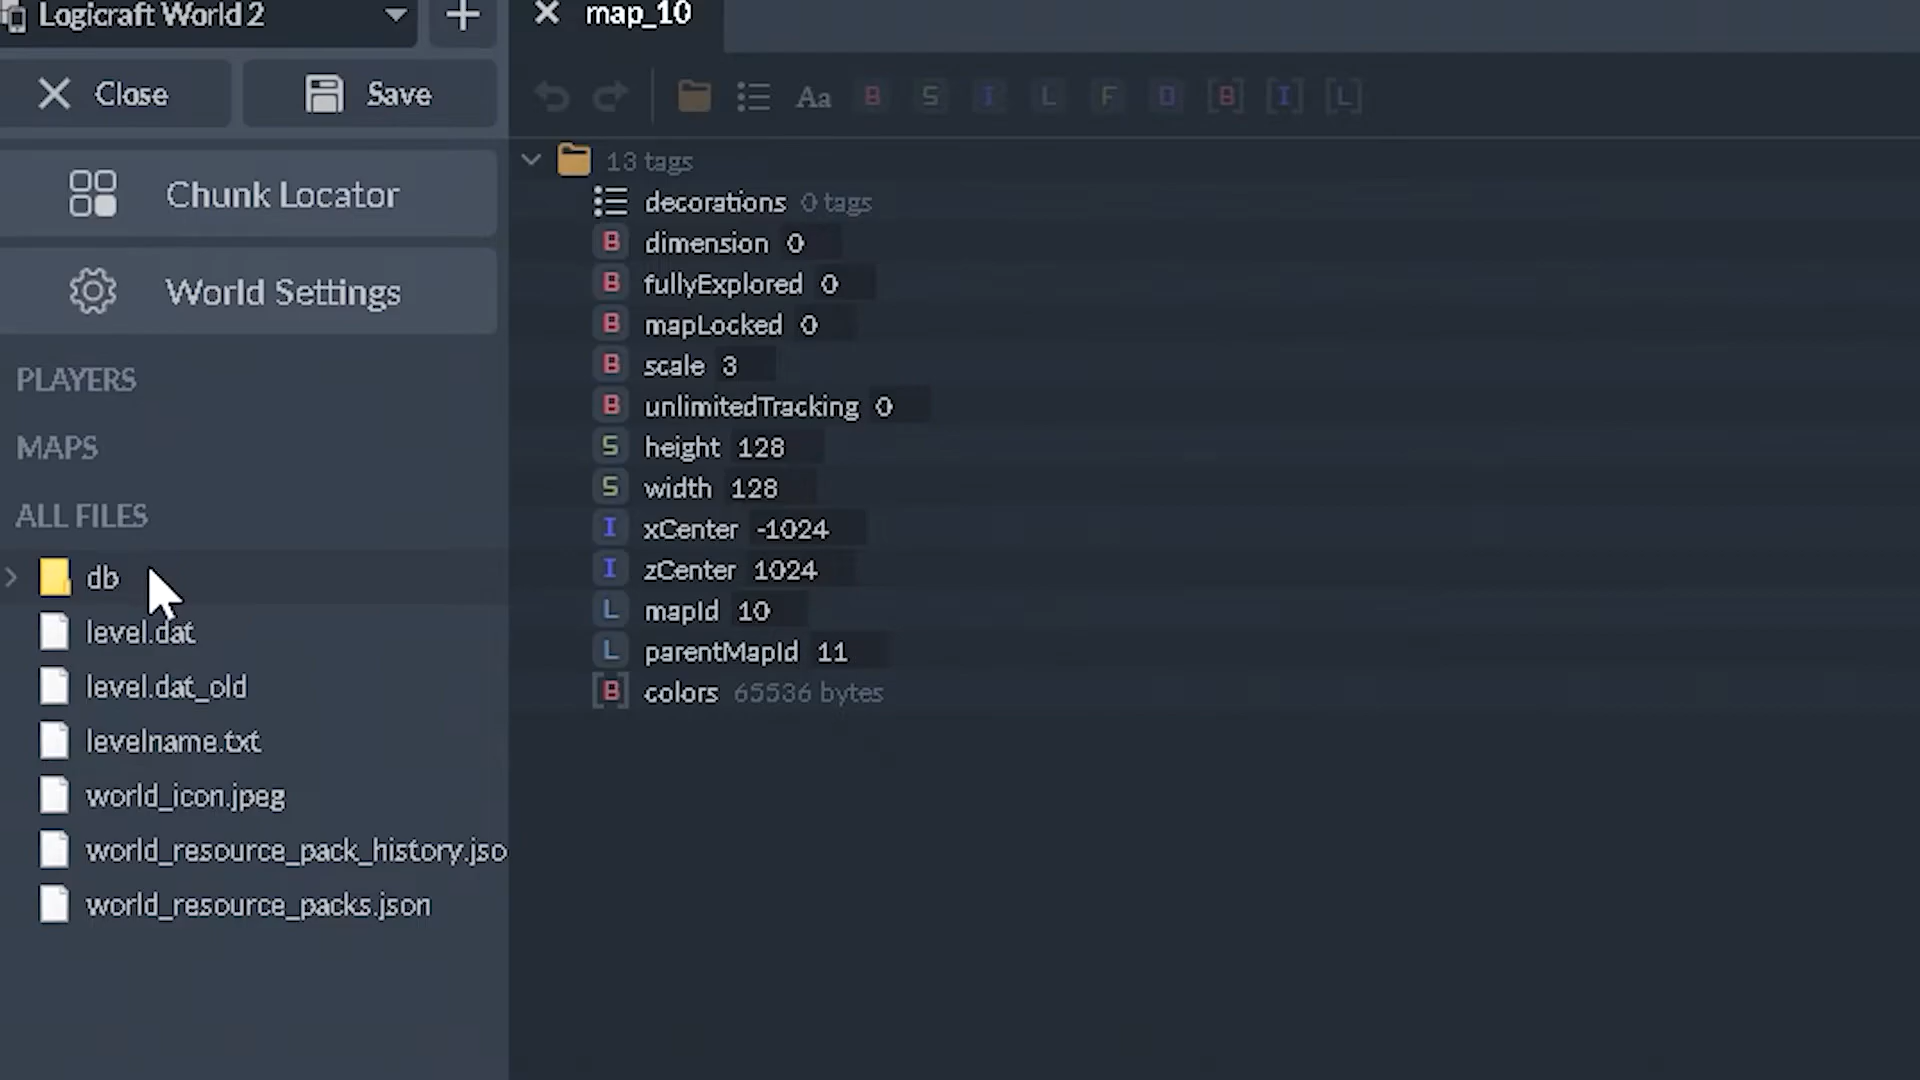 Logicraft World 2
map_10
Close
Save
Aa B S I L F D [B] [I] [L]
Chunk Locator
World Settings
PLAYERS
MAPS
ALL FILES
db
level.dat
level.dat_old
levelname.txt
world_icon.jpeg
world_resource_pack_history.jso
world_resource_packs.json
13 tags
decorations 0 tags
B dimension 0
B fullyExplored 0
B mapLocked 0
B scale 3
B unlimitedTracking 0
S height 128
S width 128
I xCenter -1024
I zCenter 1024
L mapId 10
L parentMapId 11
[B] colors 65536 bytes